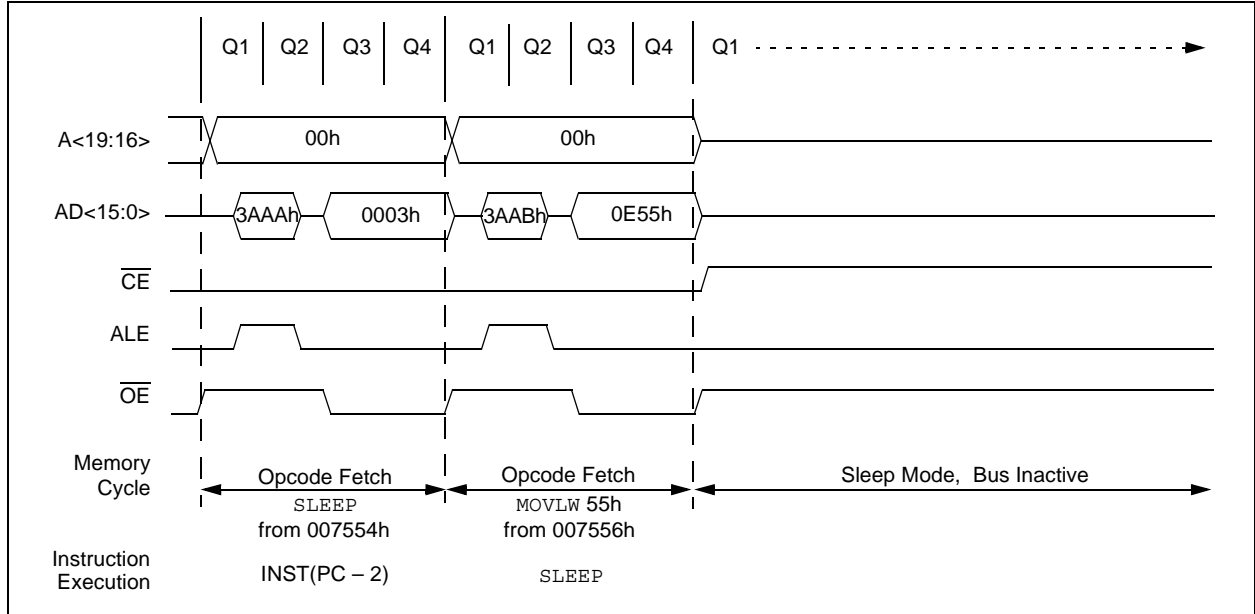 Q1 Q2 Q3 Q4 Q1 Q2 Q3 Q4 Q1
A<19:16> 00h 00h
AD<15:0> 3AAAh 0003h 3AABh 0E55h
CE
ALE
OE
Memory Cycle
Opcode Fetch
SLEEP
from 007554h
Opcode Fetch
MOVLW 55h
from 007556h
Sleep Mode, Bus Inactive
Instruction
Execution
INST(PC – 2) SLEEP